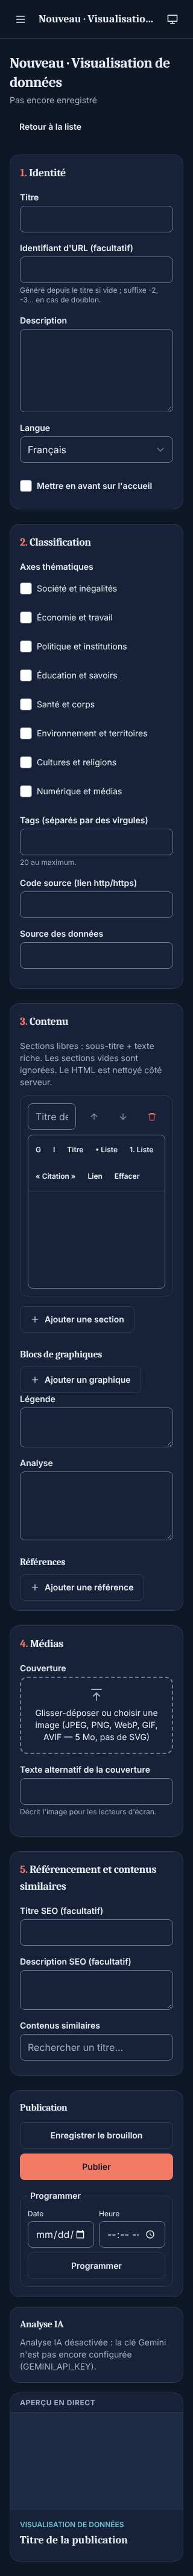 Nouveau · Visualisatio...
Nouveau · Visualisation de
données
Pas encore enregistré
Retour à la liste
1. Identité
Titre
Identifiant d'URL (facultatif)
Généré depuis le titre si vide ; suffixe -2,
-3... en cas de doublon.
Description
Langue
Français
Mettre en avant sur l'accueil
2. Classification
Axes thématiques
Société et inégalités
Économie et travail
Politique et institutions
Éducation et savoirs
Santé et corps
Environnement et territoires
Cultures et religions
Numérique et médias
Tags (séparés par des virgules)
20 au maximum.
Code source (lien http/https)
Source des données
3. Contenu
Sections libres : sous-titre + texte
riche. Les sections vides sont
ignorées. Le HTML est nettoyé côté
serveur.
Titre de
G I Titre • Liste 1. Liste
« Citation » Lien Effacer
+ Ajouter une section
Blocs de graphiques
+ Ajouter un graphique
Légende
Analyse
Références
+ Ajouter une référence
4. Médias
Couverture
Glisser-déposer ou choisir une
image (JPEG, PNG, WebP, GIF,
AVIF — 5 Mo, pas de SVG)
Texte alternatif de la couverture
Décrit l'image pour les lecteurs d'écran.
5. Référencement et contenus
similaires
Titre SEO (facultatif)
Description SEO (facultatif)
Contenus similaires
Rechercher un titre...
Publication
Enregistrer le brouillon
Publier
Programmer
Date Heure
mm/dd/ --:-- --
Programmer
Analyse IA
Analyse IA désactivée : la clé Gemini
n'est pas encore configurée
(GEMINI_API_KEY).
APERÇU EN DIRECT
VISUALISATION DE DONNÉES
Titre de la publication